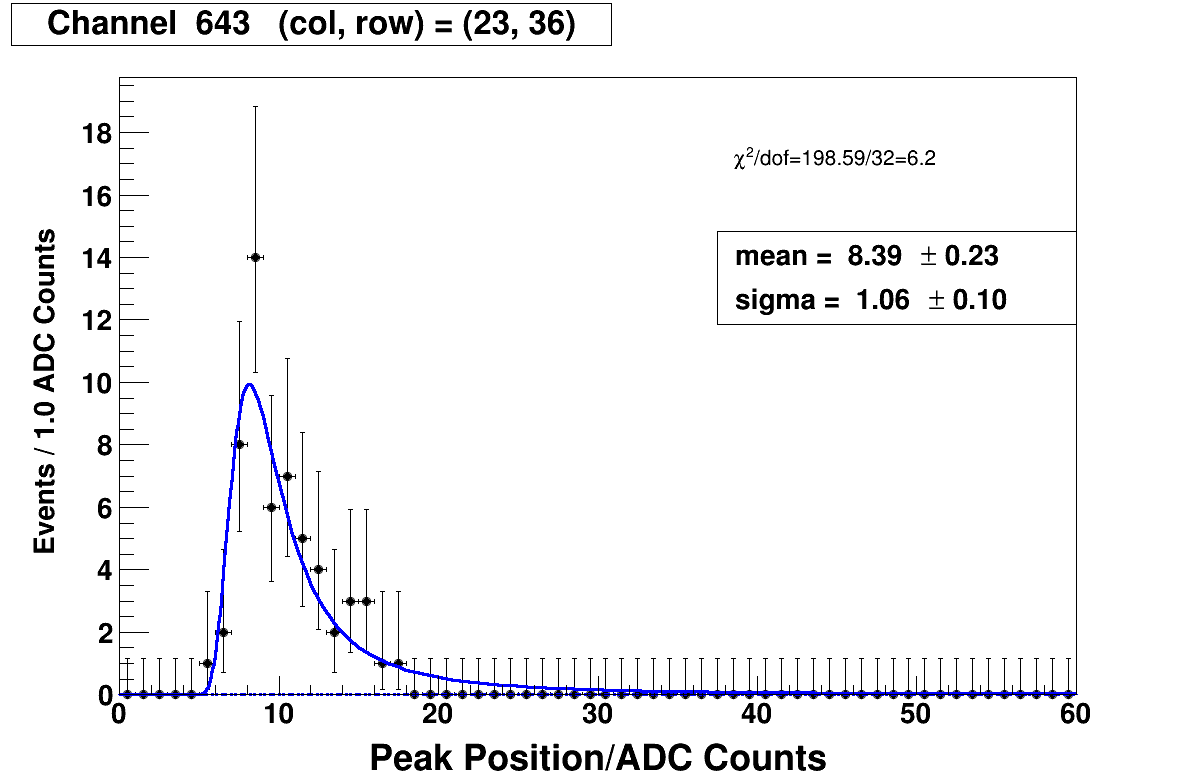 Channel 643 (col, row) = (23, 36)
χ²/dof=198.59/32=6.2
mean = 8.39 ± 0.23
sigma = 1.06 ± 0.10
Events / 1.0 ADC Counts
18
16
14
12
10
8
6
4
2
0
0 10 20 30 40 50 60
Peak Position/ADC Counts